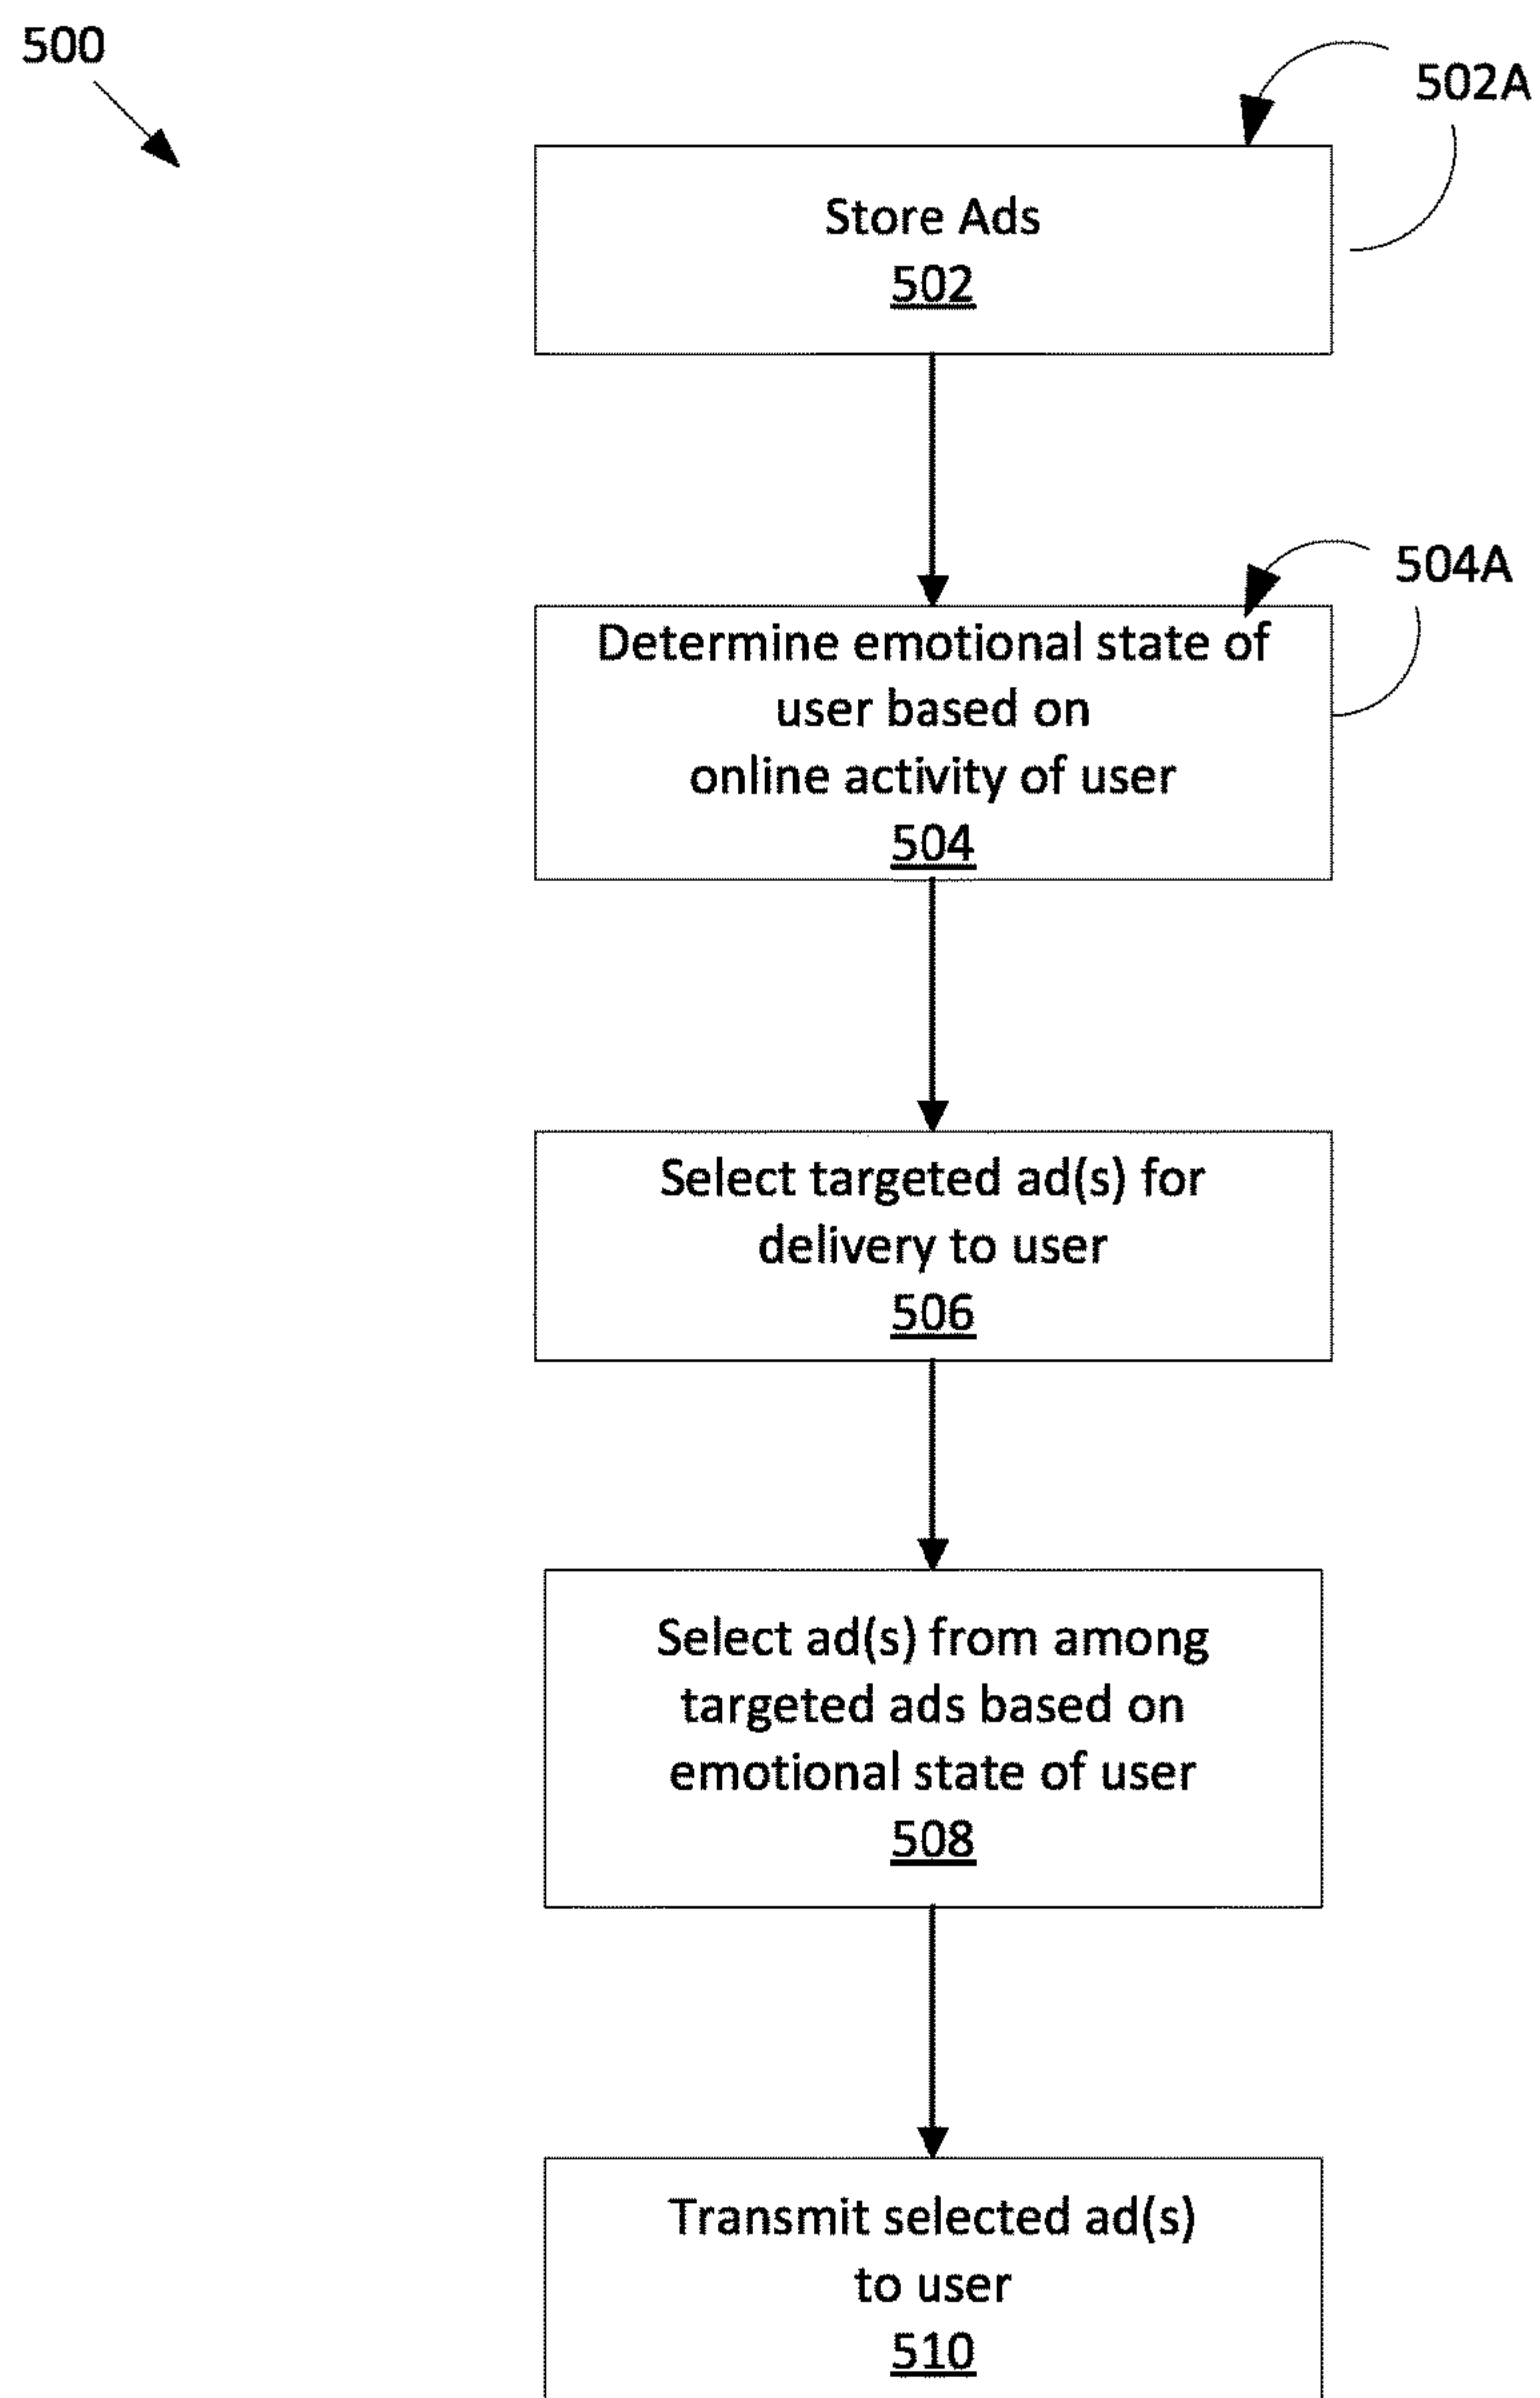 500
502A
Store Ads
502
504A
Determine emotional state of
user based on
online activity of user
504
Select targeted ad(s) for
delivery to user
506
Select ad(s) from among
targeted ads based on
emotional state of user
508
Transmit selected ad(s)
to user
510